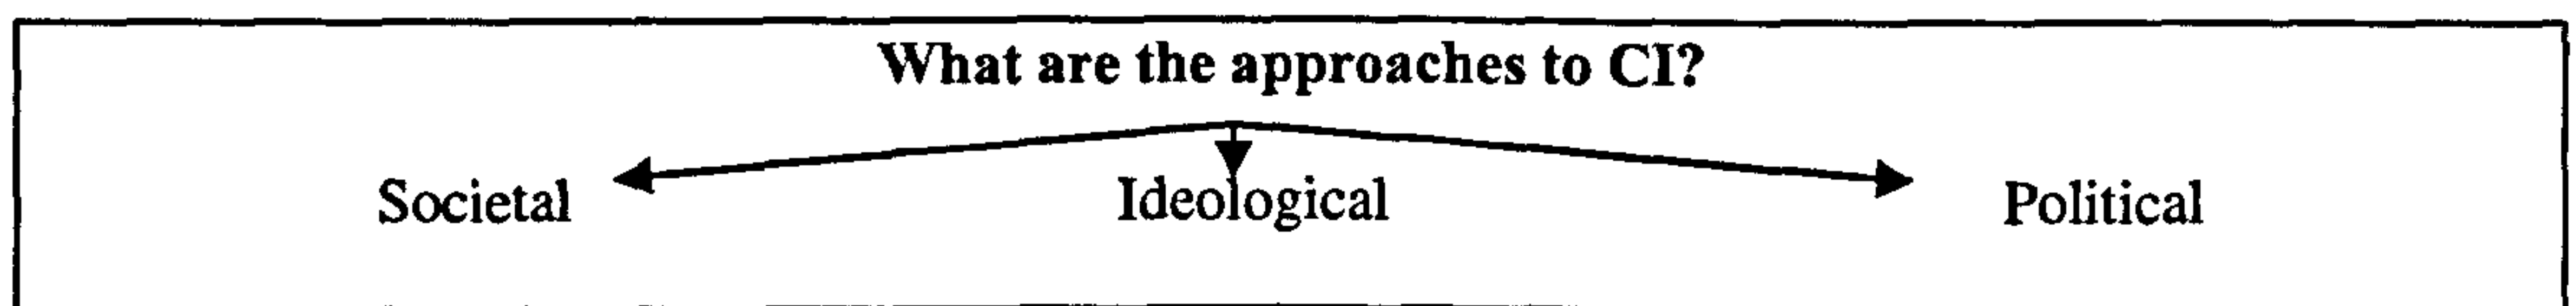 What are the approaches to CI?
Societal Ideological Political